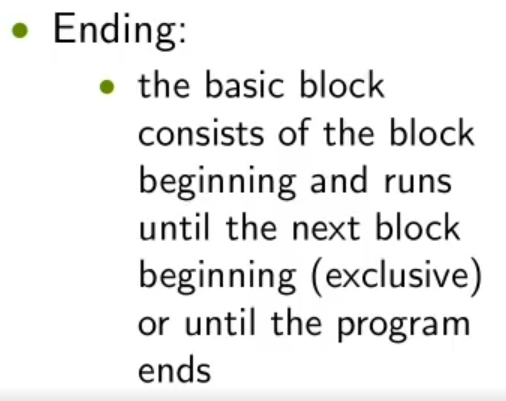 Ending:
the basic block
consists of the block
beginning and runs
until the next block
beginning (exclusive)
or until the program
ends